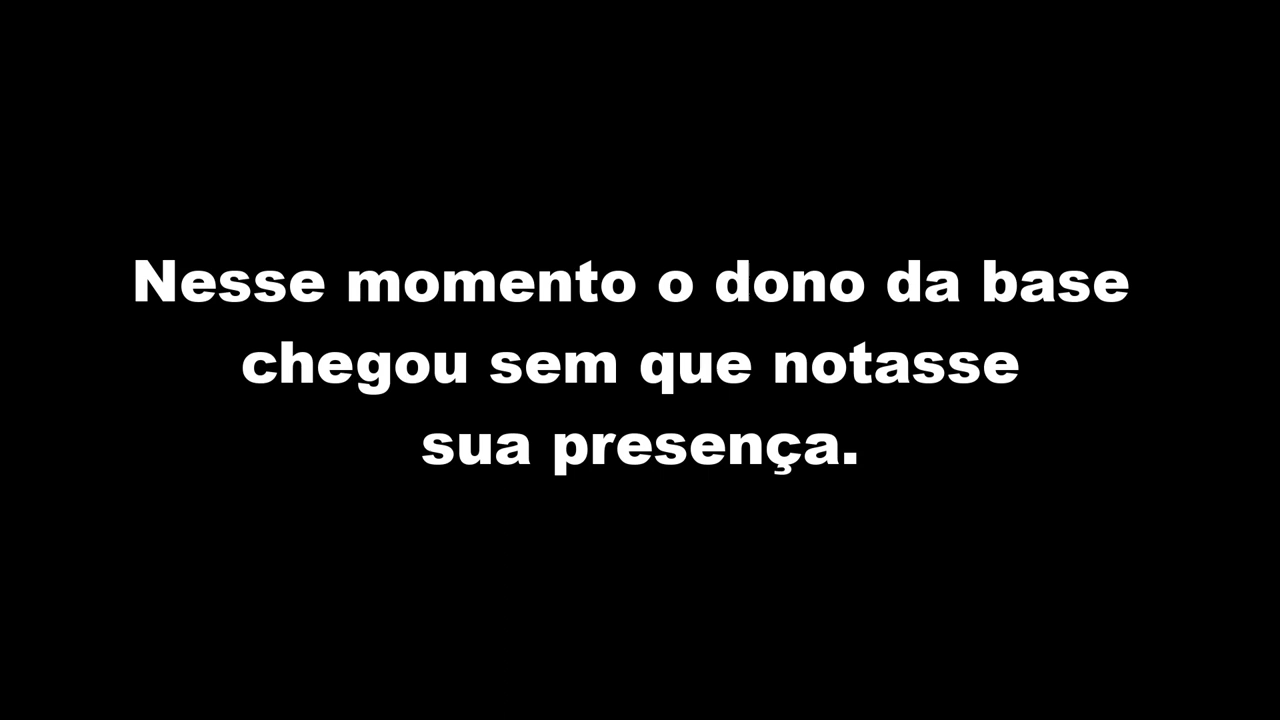 Nesse momento o dono da base
chegou sem que notasse
sua presença.